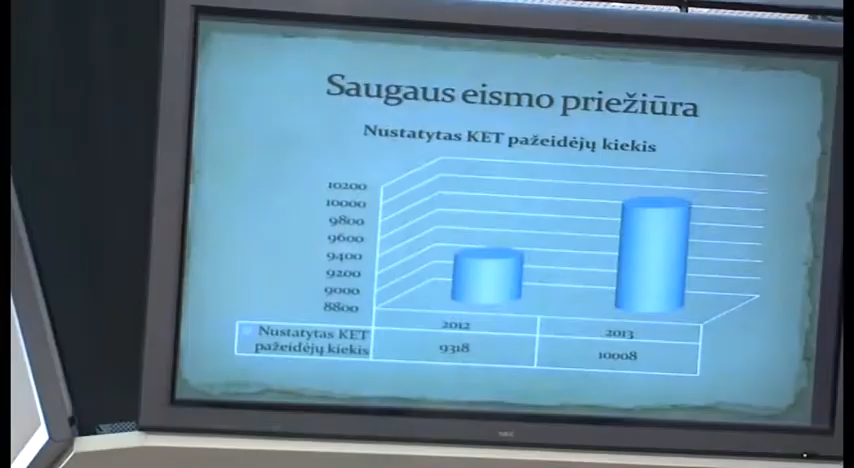 Saugaus eismo priežiūra
Nustatytas KET pažeidėjų kiekis
10200
10000
9800
9600
9400
9200
9000
8800
2012 2013
Nustatytas KET
pažeidėjų kiekis 9318 10008
NEC